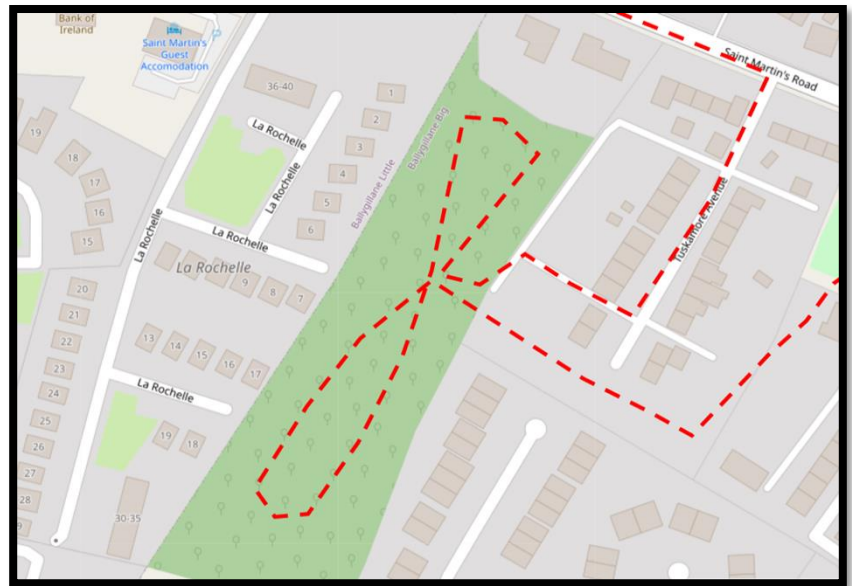 Bank of
Ireland
Saint Martin's
Guest
Accomodation
Saint Martin's Road
36-40
1
La Rochelle
2
3
4
5
6
La Rochelle
19
18
17
16
15
Ballygillane Little
Ballygillane Big
Tuskamore Avenue
La Rochelle
La Rochelle
La Rochelle
9
8
7
20
21
22
23
24
25
26
27
28
9
13
14
15
16
17
La Rochelle
19
18
30-35